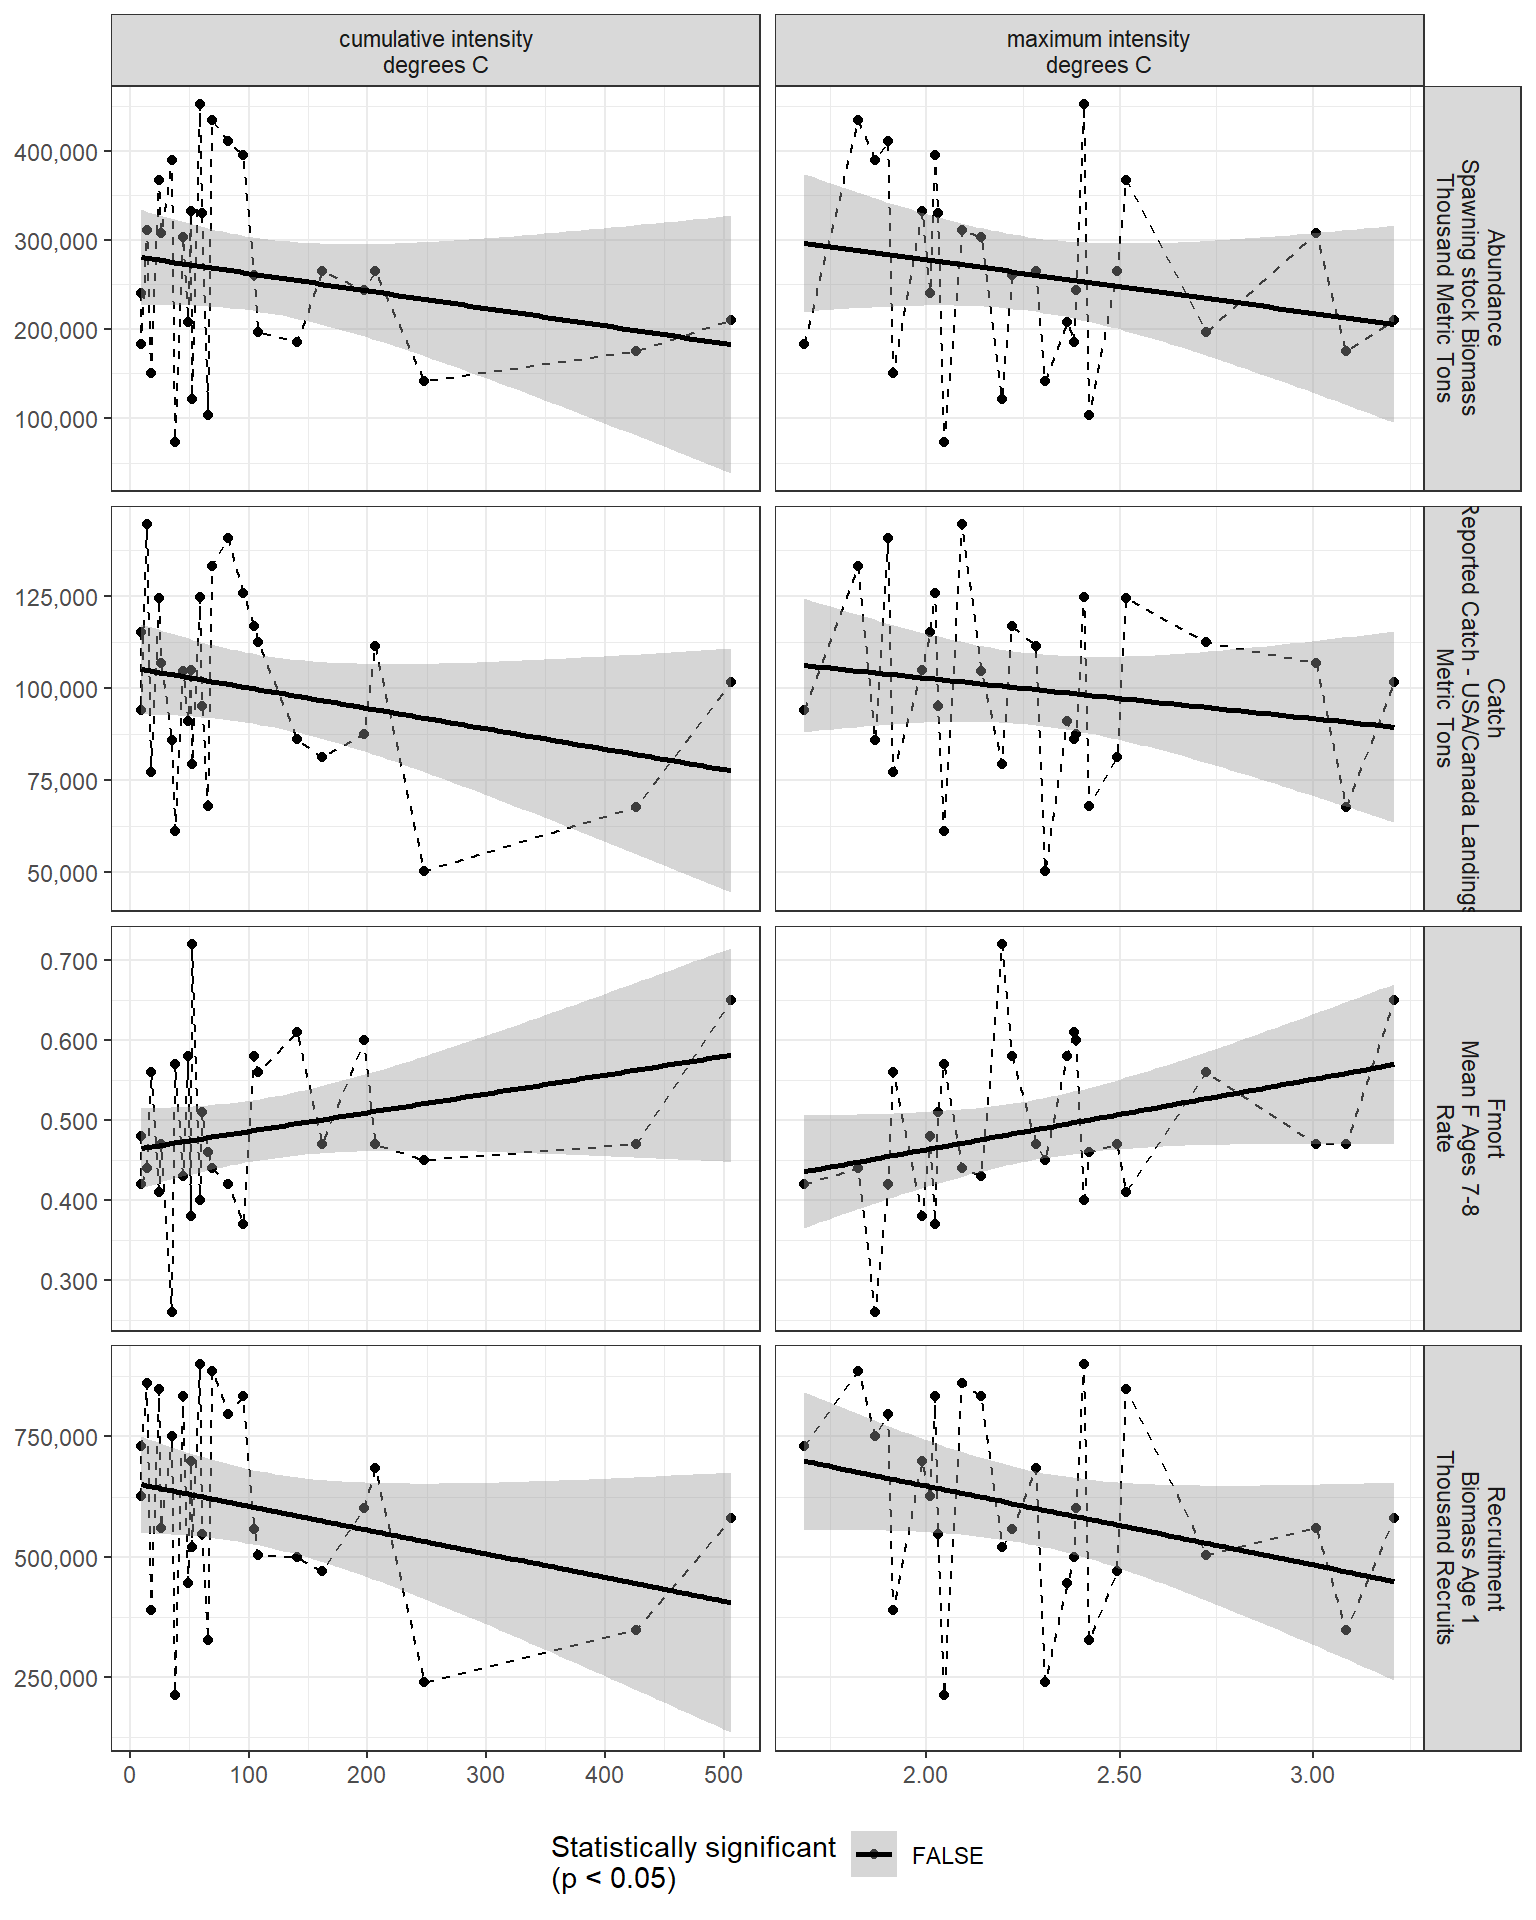 cumulative intensity
degrees C
maximum intensity
degrees C
400,000
300,000
200,000
100,000
Abundance
Spawning stock Biomass
Thousand Metric Tons
125,000
100,000
75,000
50,000
Catch
Reported Catch - USA/Canada Landings
Metric Tons
0.700
0.600
0.500
0.400
0.300
Fmort
Mean F Ages 7-8
Rate
750,000
500,000
250,000
Recruitment
Biomass Age 1
Thousand Recruits
0 100 200 300 400 500
2.00 2.50 3.00
Statistically significant
(p < 0.05)
FALSE